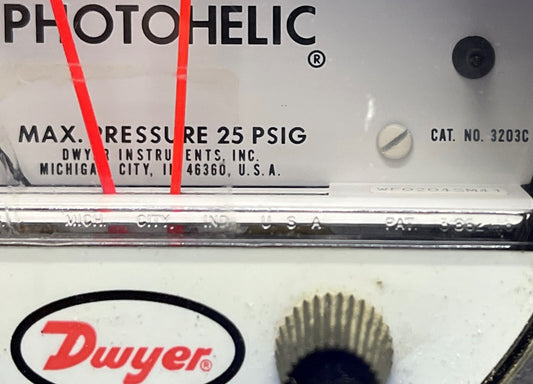 PHOTOHELIC
®
MAX. PRESSURE 25 PSIG
CAT. NO. 3203C
DWYER INSTRUMENTS, INC.
MICHIGAN CITY, IN 46360, U.S.A.
MICH CITY IND U S A PAT.
Dwyer®